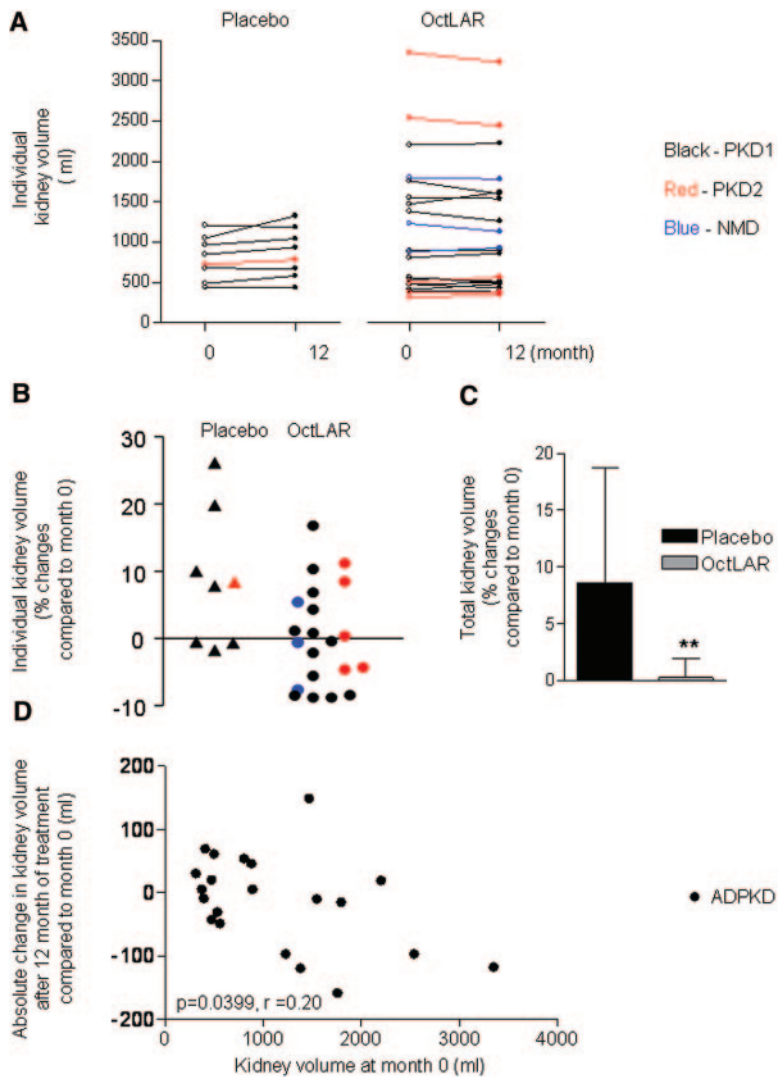 A
Placebo
OctLAR
Individual
kidney volume
( ml)
3500
3000
2500
2000
1500
1000
500
0
0
12
0
12 (month)
Black - PKD1
Red - PKD2
Blue - NMD
B
Placebo
OctLAR
Individual kidney volume
(% changes
compared to month 0)
30
20
10
0
-10
C
Total kidney volume
(% changes
compared to month 0)
20
15
10
5
0
**
Placebo
OctLAR
D
Absolute change in kidney volume
after 12 month of treatment
compared to month 0 (ml)
200
100
0
-100
-200
p=0.0399, r =0.20
0
1000
2000
3000
4000
Kidney volume at month 0 (ml)
ADPKD